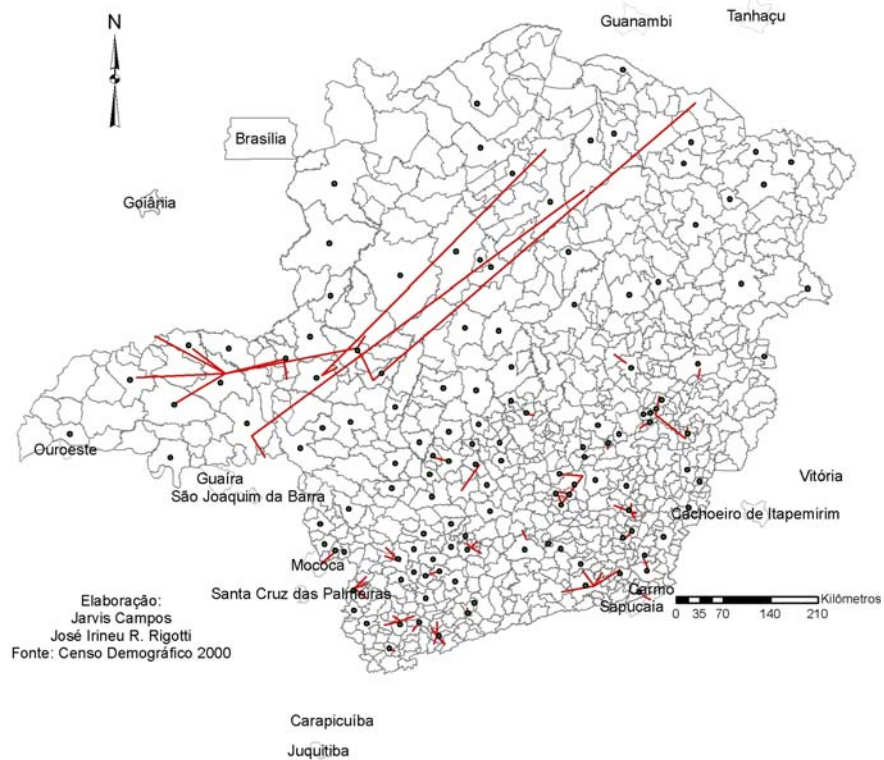 Guanambi
Tanhaçu
N
Brasília
Goiânia
Ouroeste
Guaíra
São Joaquim da Barra
Vitória
Cachoeiro de Itapemirim
Mococa
Santa Cruz das Palmeiras
Carmo
Sapucaia
Kilômetros
0 35 70 140 210
Elaboração:
Jarvis Campos
José Irineu R. Rigotti
Fonte: Censo Demográfico 2000
Carapicuíba
Juquitiba